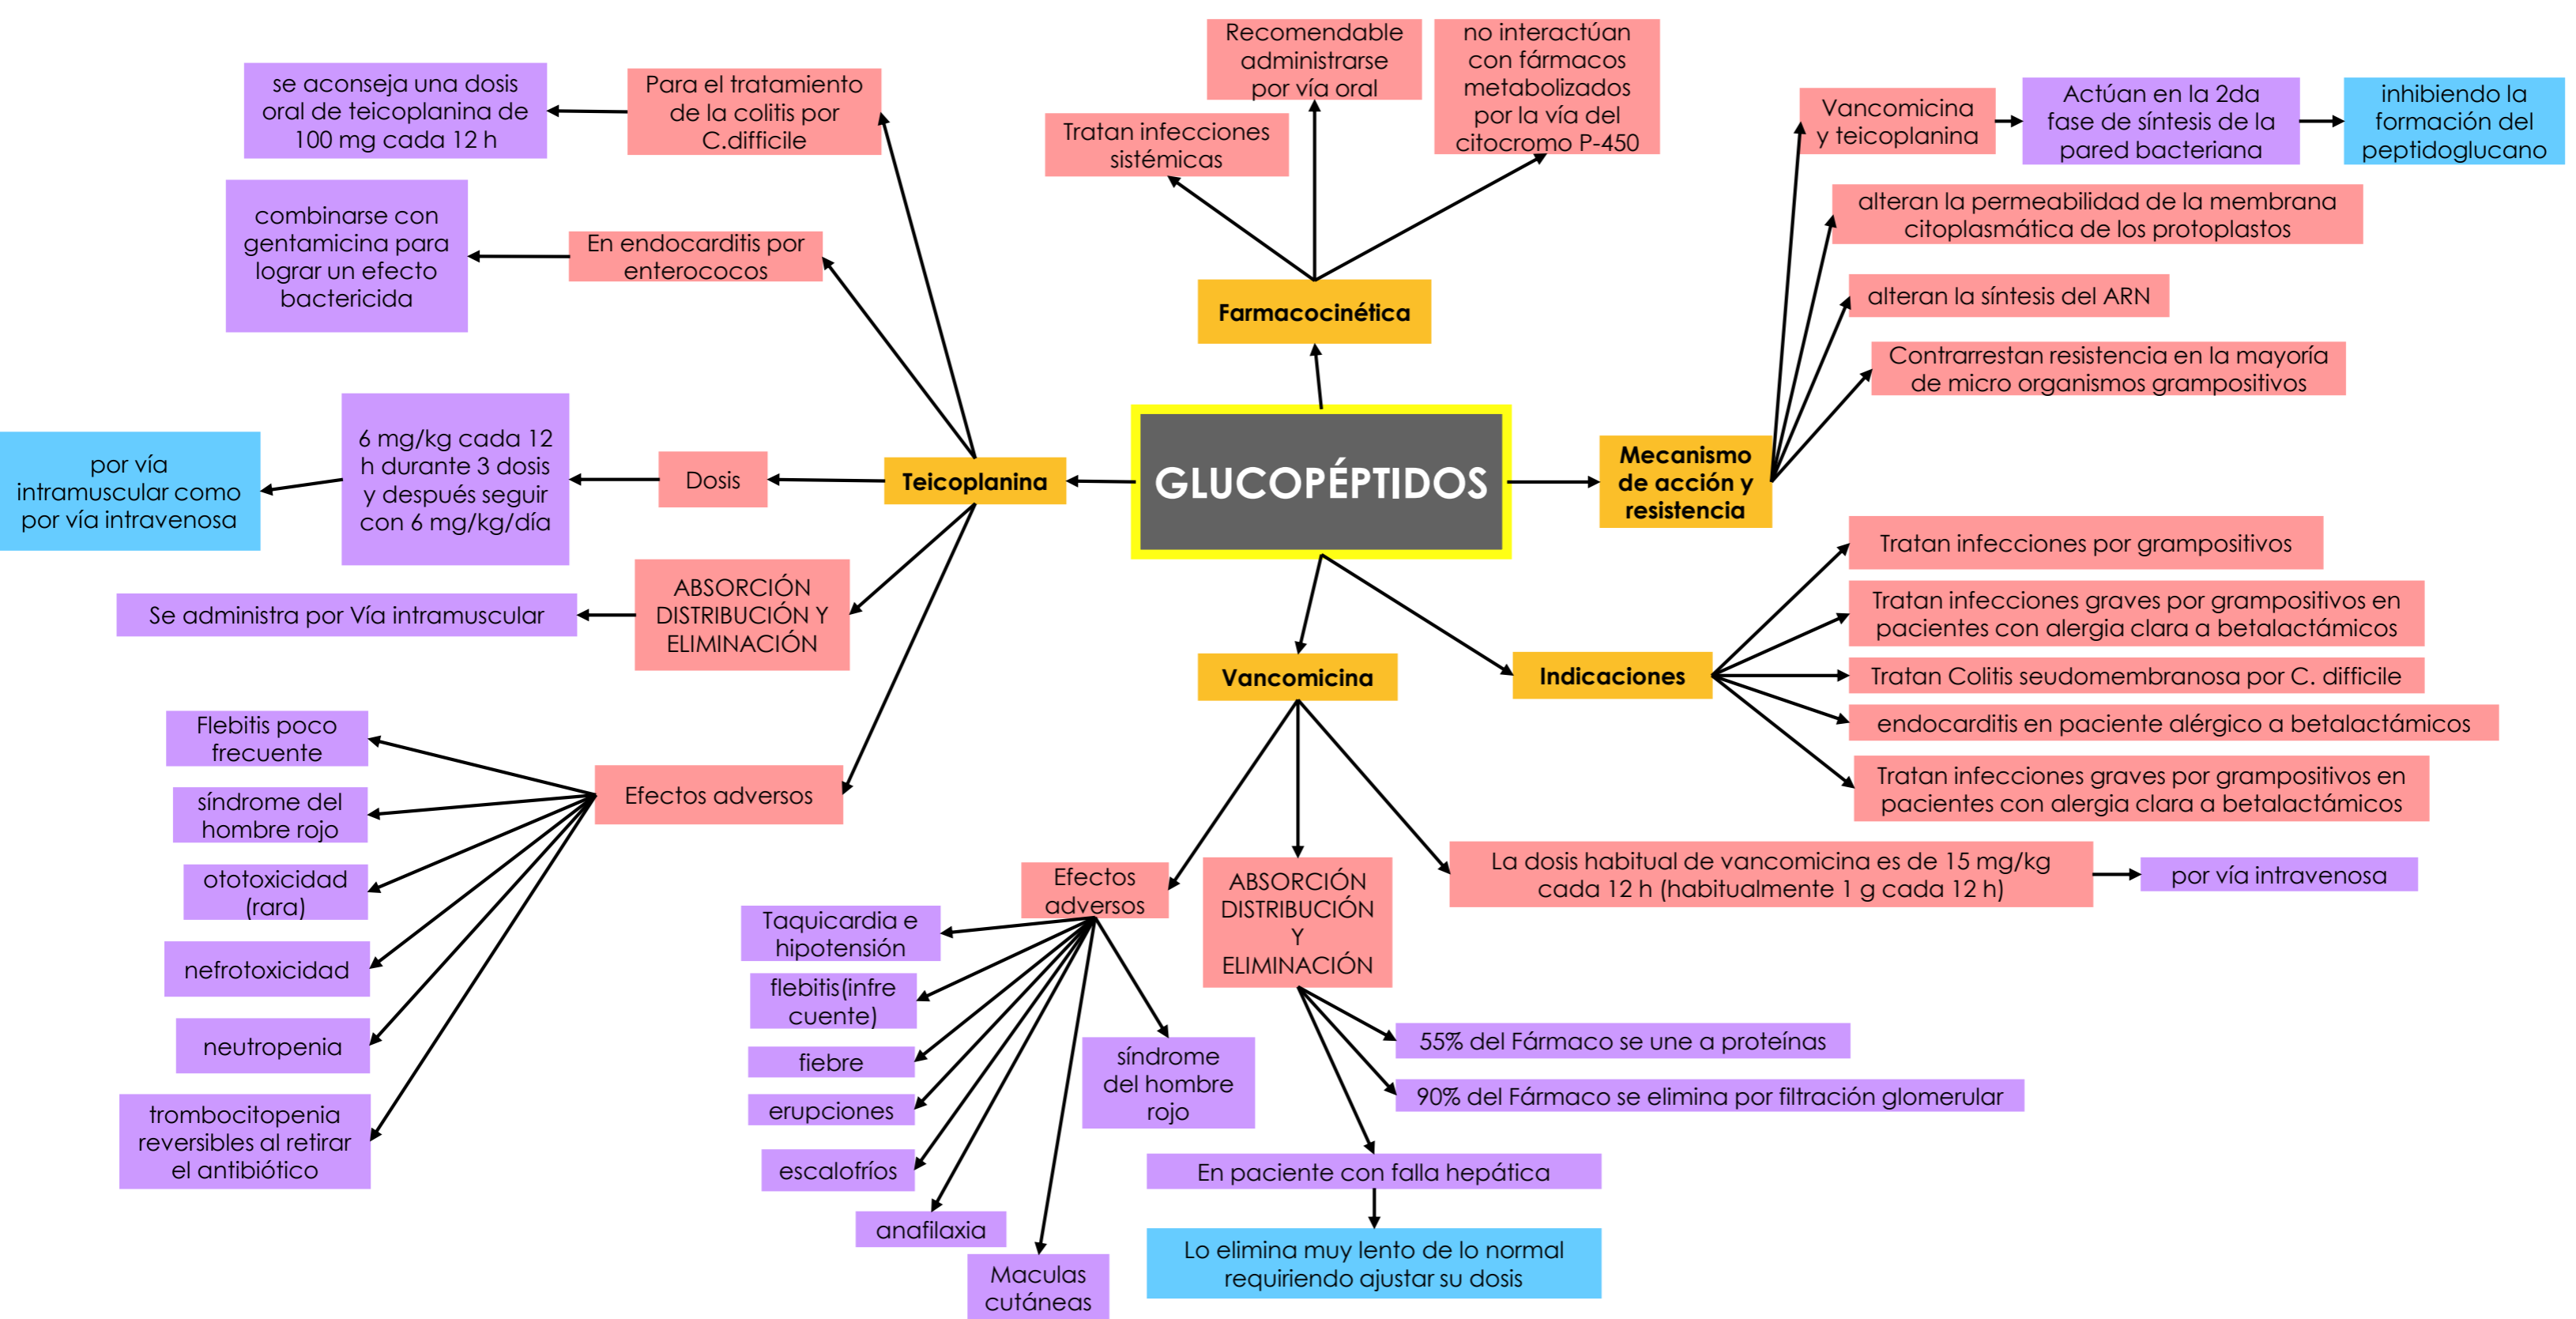 GLUCOPÉPTIDOS
Farmacocinética
Tratan infecciones
sistémicas
Recomendable
administrarse
por vía oral
no interactúan
con fármacos
metabolizados
por la vía del
citocromo P-450
Mecanismo
de acción y
resistencia
Vancomicina
y teicoplanina
Actúan en la 2da
fase de síntesis de la
pared bacteriana
inhibiendo la
formación del
peptidoglucano
alteran la permeabilidad de la membrana
citoplasmática de los protoplastos
alteran la síntesis del ARN
Contrarrestan resistencia en la mayoría
de micro organismos grampositivos
Indicaciones
Tratan infecciones por grampositivos
Tratan infecciones graves por grampositivos en
pacientes con alergia clara a betalactámicos
Tratan Colitis seudomembranosa por C. difficile
endocarditis en paciente alérgico a betalactámicos
Tratan infecciones graves por grampositivos en
pacientes con alergia clara a betalactámicos
Vancomicina
La dosis habitual de vancomicina es de 15 mg/kg
cada 12 h (habitualmente 1 g cada 12 h)
por vía intravenosa
ABSORCIÓN
DISTRIBUCIÓN
Y
ELIMINACIÓN
55% del Fármaco se une a proteínas
90% del Fármaco se elimina por filtración glomerular
En paciente con falla hepática
Lo elimina muy lento de lo normal
requiriendo ajustar su dosis
Efectos
adversos
Taquicardia e
hipotensión
flebitis(infre
cuente)
fiebre
erupciones
escalofríos
anafilaxia
Maculas
cutáneas
síndrome
del hombre
rojo
Teicoplanina
Para el tratamiento
de la colitis por
C.difficile
se aconseja una dosis
oral de teicoplanina de
100 mg cada 12 h
En endocarditis por
enterococos
combinarse con
gentamicina para
lograr un efecto
bactericida
Dosis
6 mg/kg cada 12
h durante 3 dosis
y después seguir
con 6 mg/kg/día
por vía
intramuscular como
por vía intravenosa
ABSORCIÓN
DISTRIBUCIÓN Y
ELIMINACIÓN
Se administra por Vía intramuscular
Efectos adversos
Flebitis poco
frecuente
síndrome del
hombre rojo
ototoxicidad
(rara)
nefrotoxicidad
neutropenia
trombocitopenia
reversibles al retirar
el antibiótico